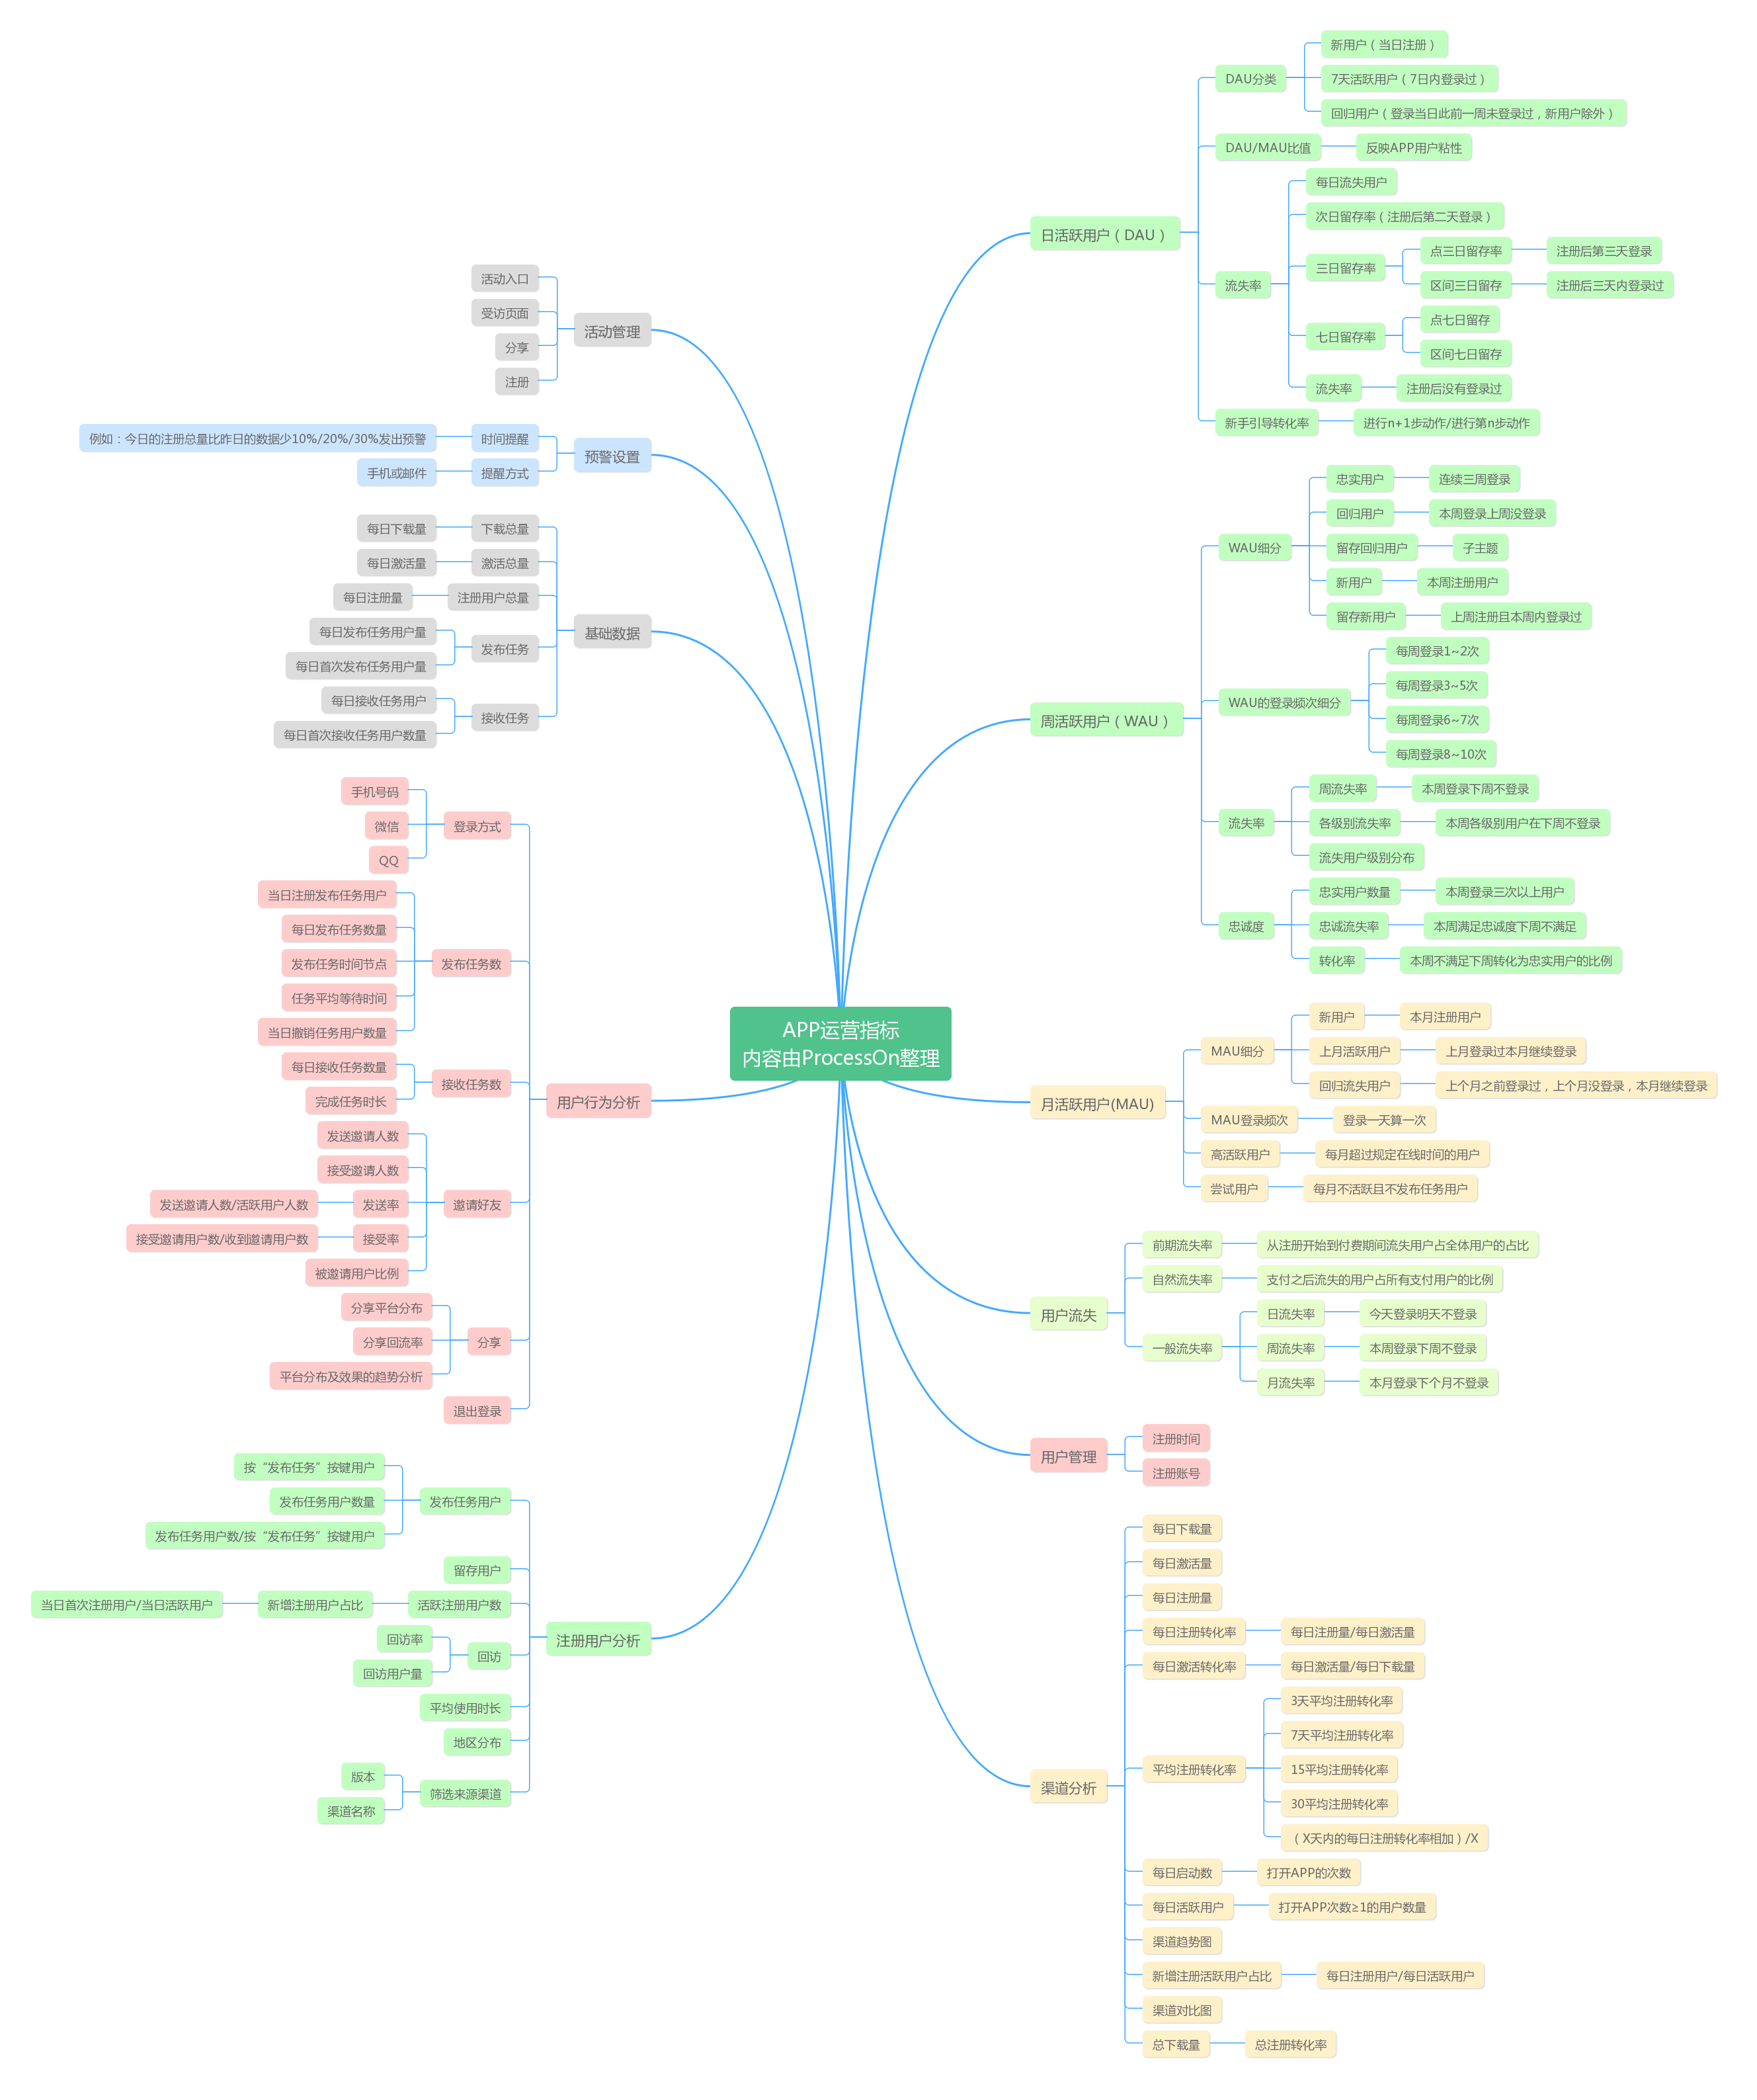 APP运营指标
内容由ProcessOn整理
日活跃用户（DAU）
DAU分类
新用户（当日注册）
7天活跃用户（7日内登录过）
回归用户（登录当日此前一周未登录过，新用户除外）
DAU/MAU比值
反映APP用户粘性
流失率
每日流失用户
次日留存率（注册后第二天登录）
三日留存率
点三日留存率
注册后第三天登录
区间三日留存
注册后三天内登录过
七日留存率
点七日留存
区间七日留存
流失率
注册后没有登录过
新手引导转化率
进行n+1步动作/进行第n步动作
周活跃用户（WAU）
WAU细分
忠实用户
连续三周登录
回归用户
本周登录上周没登录
留存回归用户
子主题
新用户
本周注册用户
留存新用户
上周注册且本周内登录过
WAU的登录频次细分
每周登录1~2次
每周登录3~5次
每周登录6~7次
每周登录8~10次
流失率
周流失率
本周登录下周不登录
各级别流失率
本周各级别用户在下周不登录
流失用户级别分布
忠诚度
忠实用户数量
本周登录三次以上用户
忠诚流失率
本周满足忠诚度下周不满足
转化率
本周不满足下周转化为忠实用户的比例
月活跃用户(MAU)
MAU细分
新用户
本月注册用户
上月活跃用户
上月登录过本月继续登录
回归流失用户
上个月之前登录过，上个月没登录，本月继续登录
MAU登录频次
登录一天算一次
高活跃用户
每月超过规定在线时间的用户
尝试用户
每月不活跃且不发布任务用户
用户流失
前期流失率
从注册开始到付费期间流失用户占全体用户的占比
自然流失率
支付之后流失的用户占所有支付用户的比例
一般流失率
日流失率
今天登录明天不登录
周流失率
本周登录下周不登录
月流失率
本月登录下个月不登录
用户管理
注册时间
注册账号
渠道分析
每日下载量
每日激活量
每日注册量
每日注册转化率
每日注册量/每日激活量
每日激活转化率
每日激活量/每日下载量
平均注册转化率
3天平均注册转化率
7天平均注册转化率
15平均注册转化率
30平均注册转化率
（X天内的每日注册转化率相加）/X
每日启动数
打开APP的次数
每日活跃用户
打开APP次数≥1的用户数量
渠道趋势图
新增注册活跃用户占比
每日注册用户/每日活跃用户
渠道对比图
总下载量
总注册转化率
活动管理
活动入口
受访页面
分享
注册
预警设置
时间提醒
例如：今日的注册总量比昨日的数据少10%/20%/30%发出预警
提醒方式
手机或邮件
基础数据
下载总量
每日下载量
激活总量
每日激活量
注册用户总量
每日注册量
发布任务
每日发布任务用户量
每日首次发布任务用户量
接收任务
每日接收任务用户
每日首次接收任务用户数量
用户行为分析
登录方式
手机号码
微信
QQ
发布任务数
当日注册发布任务用户
每日发布任务数量
发布任务时间节点
任务平均等待时间
当日撤销任务用户数量
接收任务数
每日接收任务数量
完成任务时长
邀请好友
发送邀请人数
接受邀请人数
发送率
发送邀请人数/活跃用户人数
接受率
接受邀请用户数/收到邀请用户数
被邀请用户比例
分享
分享平台分布
分享回流率
平台分布及效果的趋势分析
退出登录
注册用户分析
发布任务用户
按“发布任务”按键用户
发布任务用户数量
发布任务用户数/按“发布任务”按键用户
留存用户
活跃注册用户数
新增注册用户占比
当日首次注册用户/当日活跃用户
回访
回访率
回访用户量
平均使用时长
地区分布
筛选来源渠道
版本
渠道名称